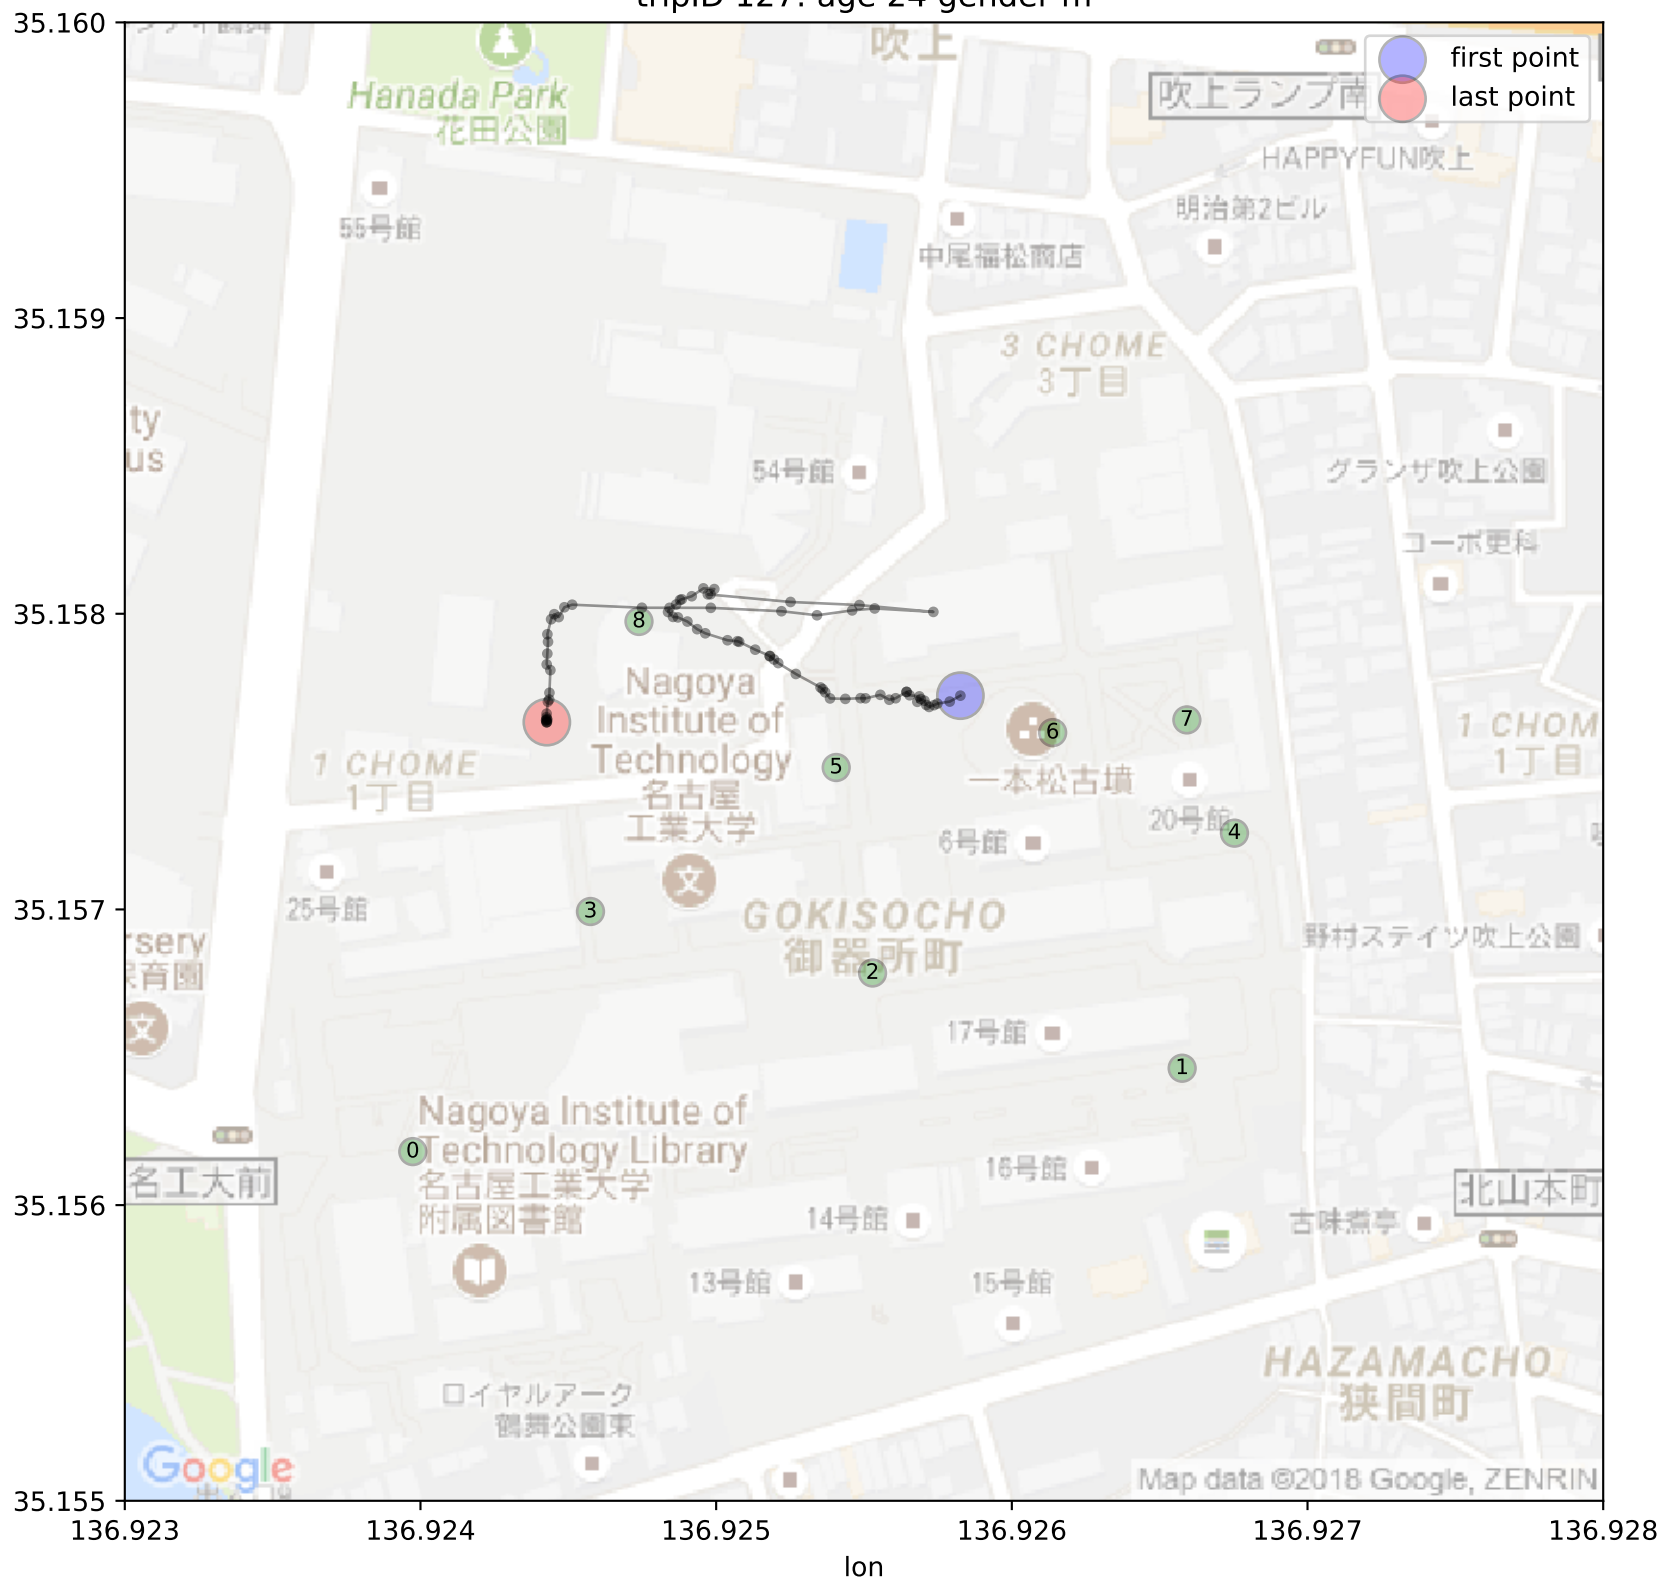 tripID 127: age 24 gender m
35.160
35.159
35.158
35.157
35.156
35.155
136.923
136.924
136.925
136.926
136.927
136.928
lon
first point
last point
吹上
吹上ランプ南
Hanada Park
花田公園
HAPPYFUN吹上
明治第2ビル
55号館
中尾福松商店
3 CHOME
3丁目
ty
us
54号館
グランザ吹上公園
コーポ更科
8
Nagoya
Institute of
Technology
名古屋
工業大学
7
6
5
一本松古墳
1 CHOME
1丁目
1 CHOM
1丁目
20号館
4
6号館
25号館
3
GOKISOCHO
御器所町
2
野村ステイツ吹上公園
rsery
育園
17号館
1
Nagoya Institute of
Technology Library
名古屋工業大学
附属図書館
0
名工大前
16号館
北山本町
14号館
古味煮亭
13号館
15号館
HAZAMACHO
狭間町
ロイヤルアーク
鶴舞公園東
Google
Map data ©2018 Google, ZENRIN